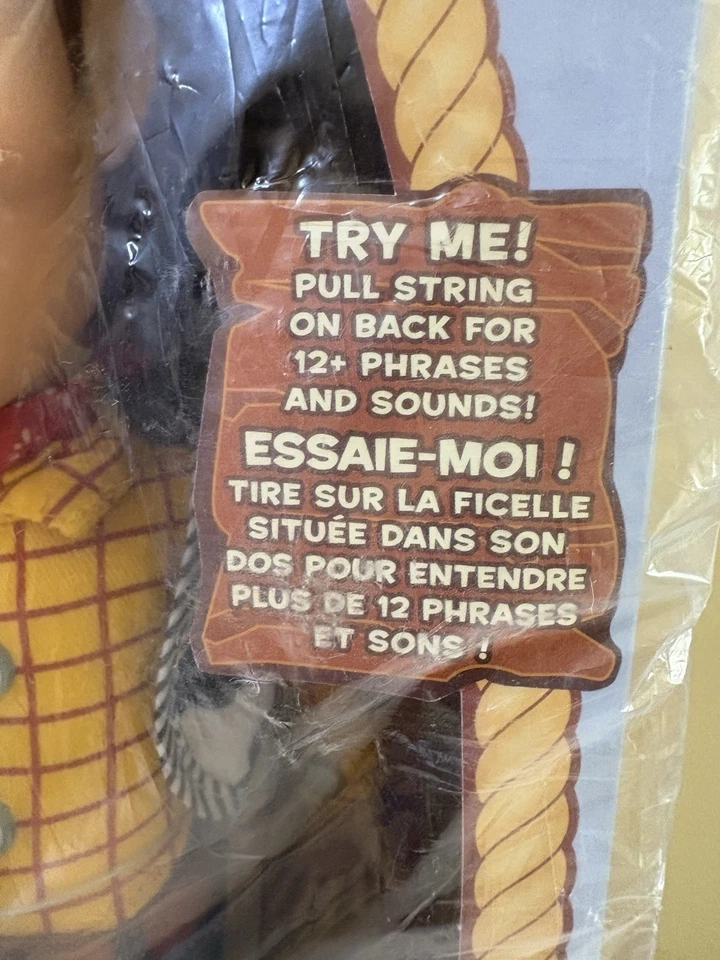 TRY ME!
PULL STRING
ON BACK FOR
12+ PHRASES
AND SOUNDS!
ESSAIE-MOI !
TIRE SUR LA FICELLE
SITUÉE DANS SON
DOS POUR ENTENDRE
PLUS DE 12 PHRASES
ET SONS !